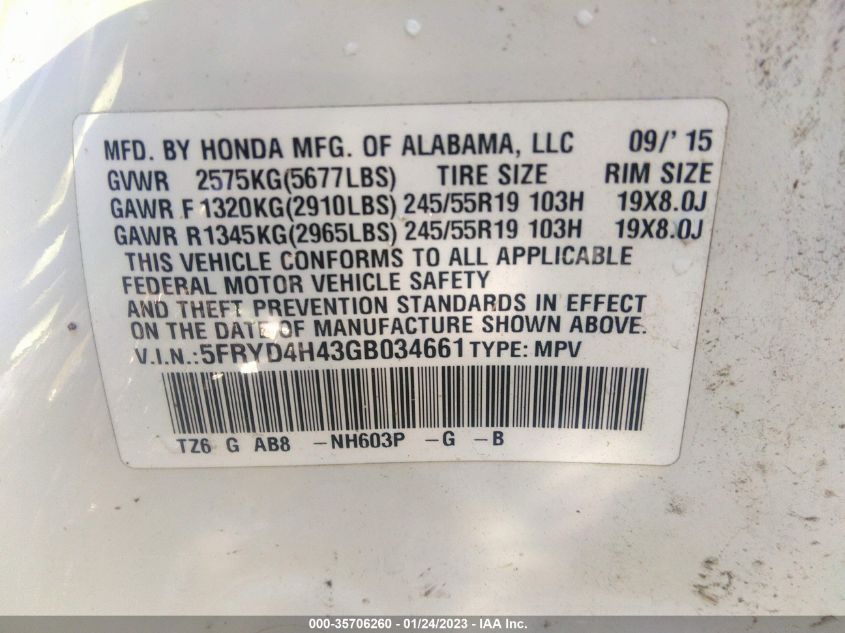 MFD. BY HONDA MFG. OF ALABAMA, LLC 09/' 15
GVWR 2575KG(5677LBS) TIRE SIZE RIM SIZE
GAWR F 1320KG(2910LBS) 245/55R19 103H 19X8.0J
GAWR R1345KG(2965LBS) 245/55R19 103H 19X8.0J
THIS VEHICLE CONFORMS TO ALL APPLICABLE
FEDERAL MOTOR VEHICLE SAFETY
AND THEFT PREVENTION STANDARDS IN EFFECT
ON THE DATE OF MANUFACTURE SHOWN ABOVE.
V.I.N.:5FRYD4H43GB034661 TYPE: MPV
TZ6 G AB8 -NH603P -G -B
000-35706260 - 01/24/2023 - IAA Inc.